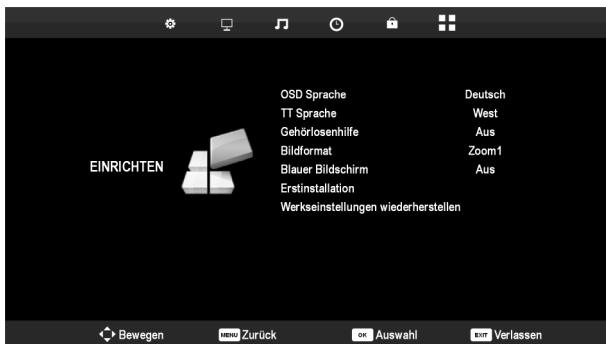 OSD Sprache Deutsch
TT Sprache West
Gehörlosenhilfe Aus
Bildformat Zoom1
EINRICHTEN
Blauer Bildschirm Aus
Erstinstallation
Werkseinstellungen wiederherstellen
Bewegen MENU Zurück OK Auswahl EXIT Verlassen